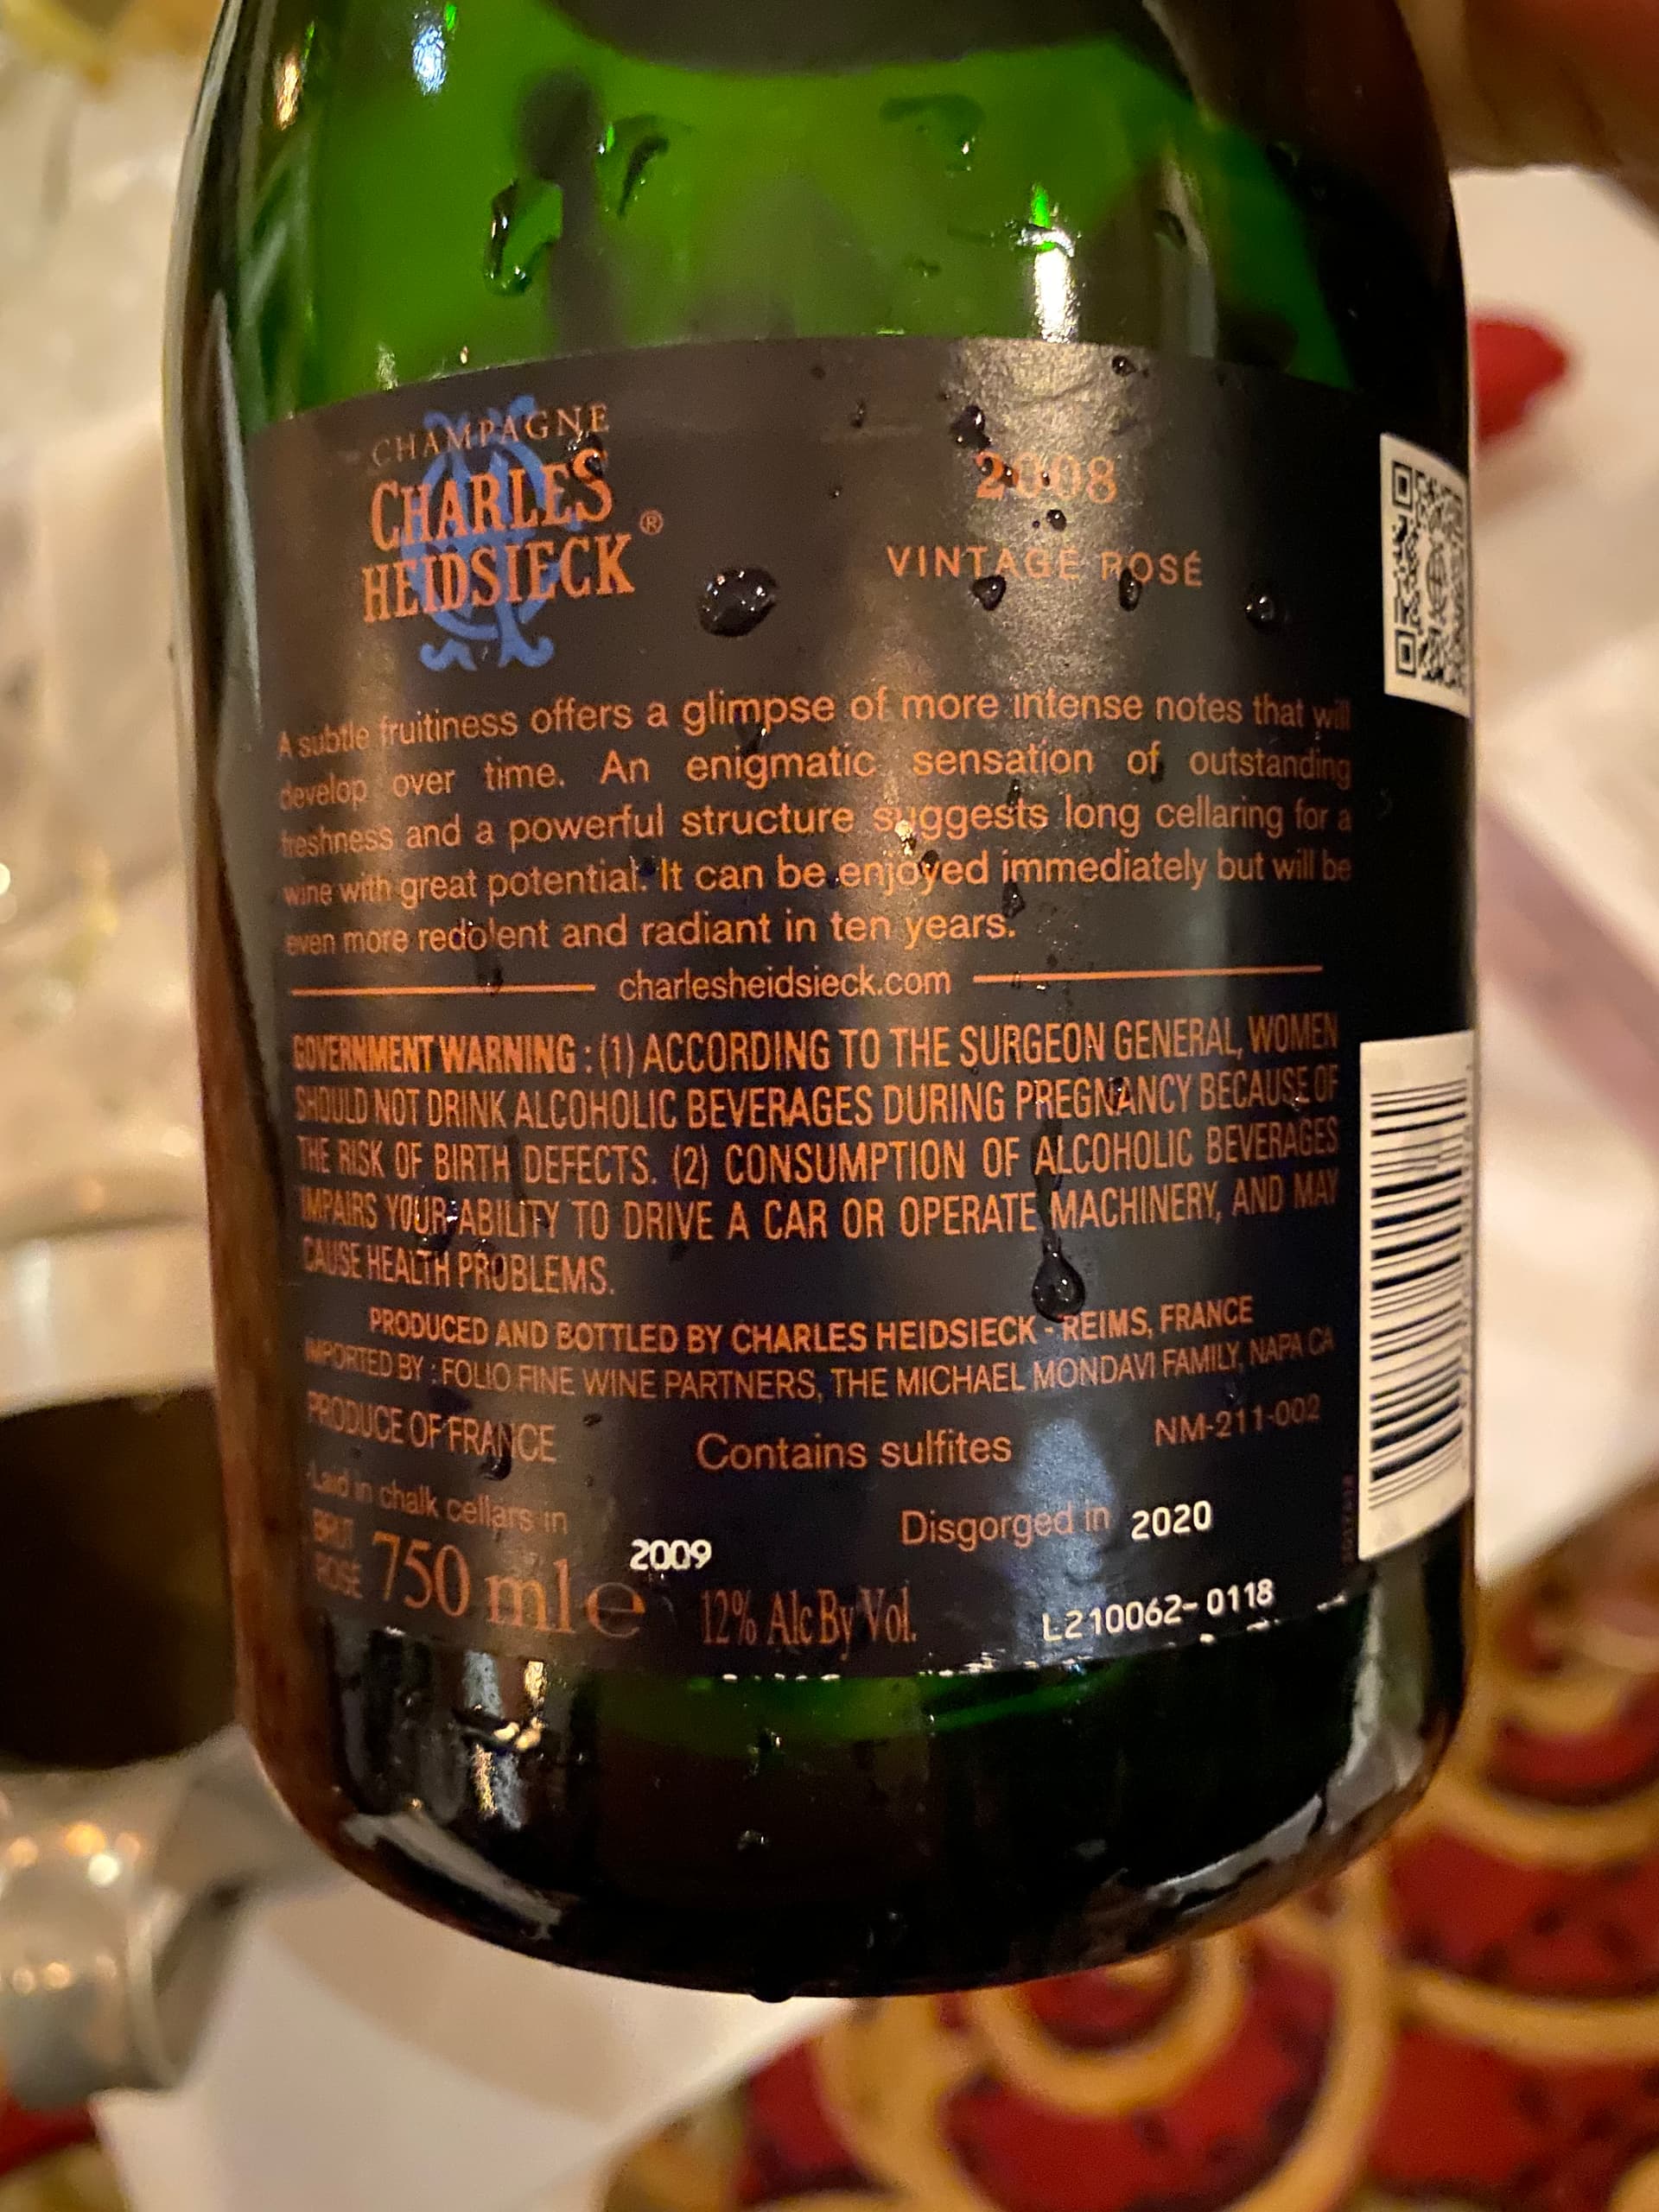 CHAMPAGNE
CHARLES
HEIDSIECK ®
2008
VINTAGE ROSÉ
A subtle fruitiness offers a glimpse of more intense notes that will
develop over time. An enigmatic sensation of outstanding
freshness and a powerful structure suggests long cellaring for a
wine with great potential. It can be enjoyed immediately but will be
even more redolent and radiant in ten years.
charlesheidsieck.com
GOVERNMENT WARNING : (1) ACCORDING TO THE SURGEON GENERAL, WOMEN
SHOULD NOT DRINK ALCOHOLIC BEVERAGES DURING PREGNANCY BECAUSE OF
THE RISK OF BIRTH DEFECTS. (2) CONSUMPTION OF ALCOHOLIC BEVERAGES
IMPAIRS YOUR ABILITY TO DRIVE A CAR OR OPERATE MACHINERY, AND MAY
CAUSE HEALTH PROBLEMS.
PRODUCED AND BOTTLED BY CHARLES HEIDSIECK - REIMS, FRANCE
IMPORTED BY : FOLIO FINE WINE PARTNERS, THE MICHAEL MONDAVI FAMILY, NAPA CA
PRODUCE OF FRANCE Contains sulfites NM-211-002
Laid in chalk cellars in 2009 Disgorged in 2020
BRUT
ROSÉ 750 ml e 12% Alc By Vol. L210062-0118